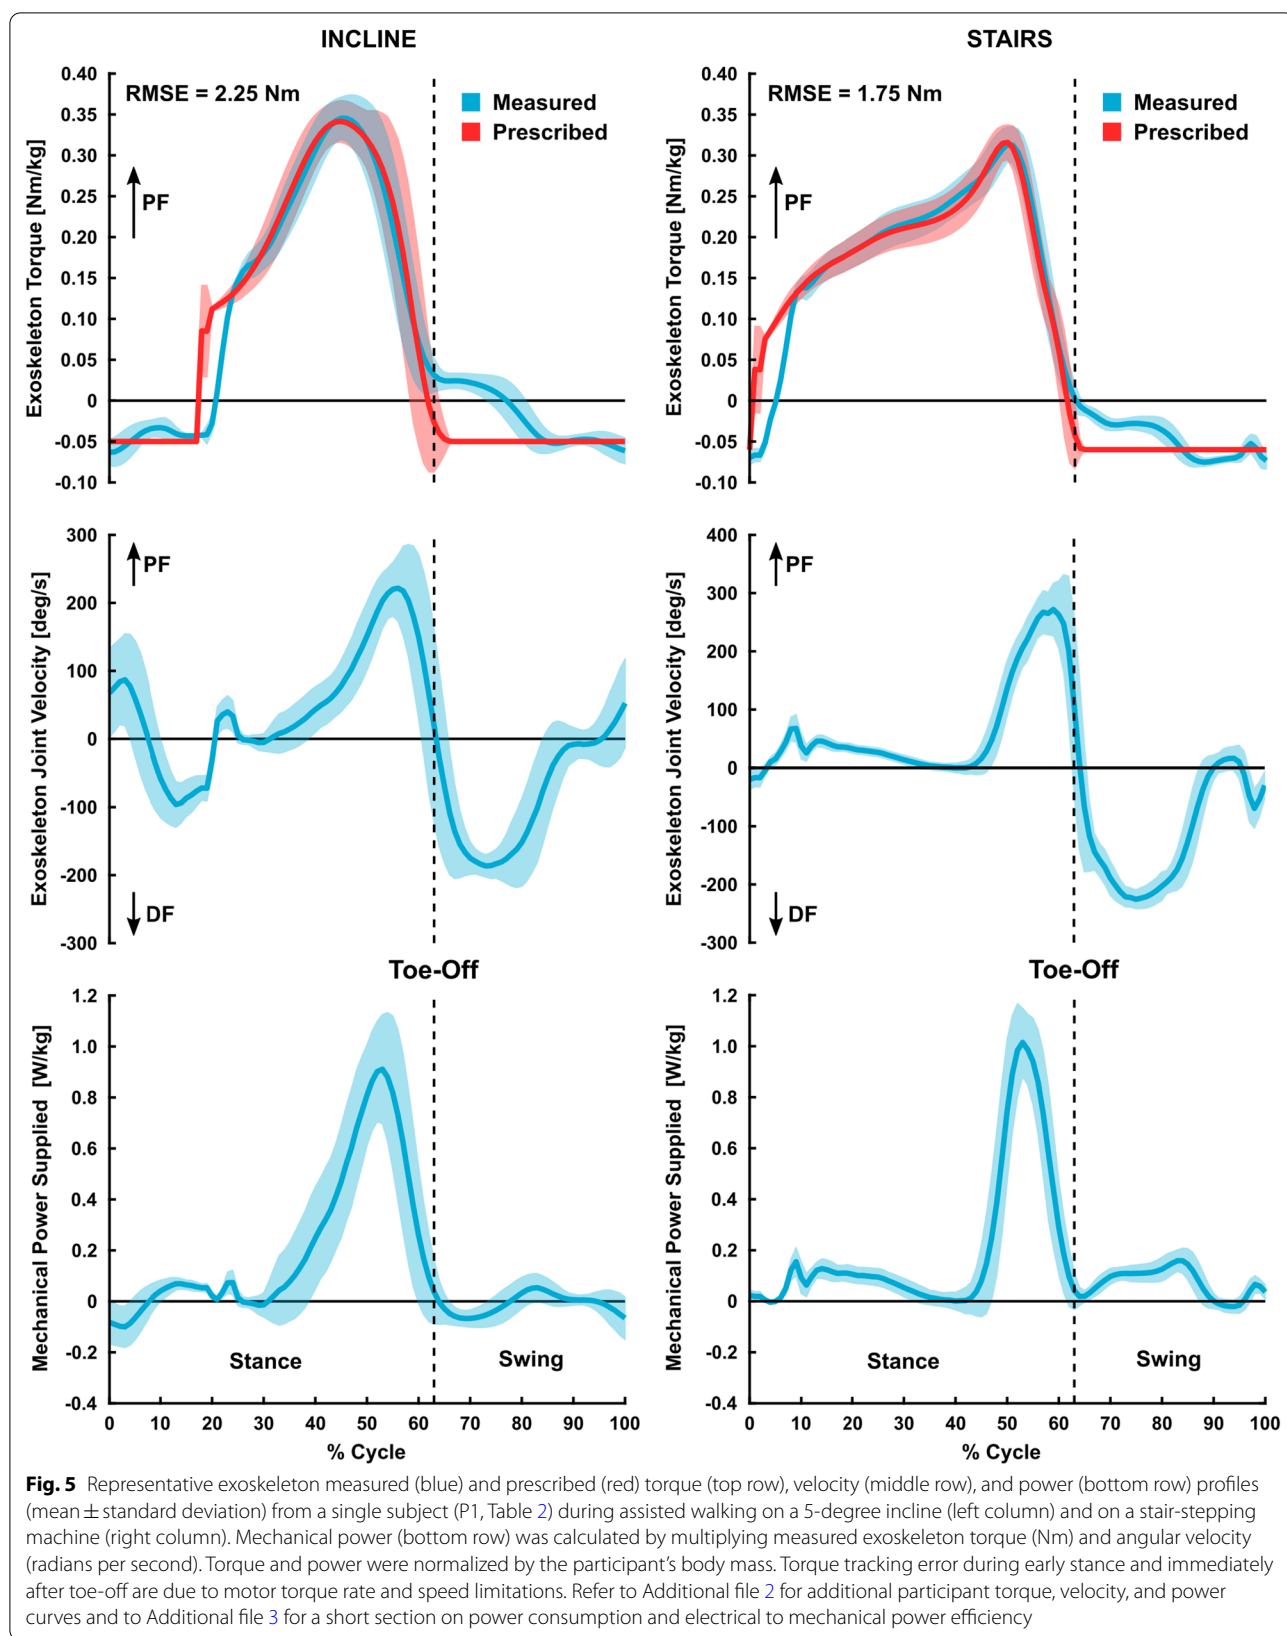 INCLINE
RMSE = 2.25 Nm
Measured
Prescribed
PF
Exoskeleton Torque [Nm/kg]
0.40
0.35
0.30
0.25
0.20
0.15
0.10
0.05
0
-0.05
-0.10
STAIRS
RMSE = 1.75 Nm
Measured
Prescribed
PF
Exoskeleton Torque [Nm/kg]
0.40
0.35
0.30
0.25
0.20
0.15
0.10
0.05
0
-0.05
-0.10
PF
DF
Exoskeleton Joint Velocity [deg/s]
300
200
100
0
-100
-200
-300
PF
DF
Exoskeleton Joint Velocity [deg/s]
400
300
200
100
0
-100
-200
-300
Toe-Off
Mechanical Power Supplied [W/kg]
1.2
1.0
0.8
0.6
0.4
0.2
0
-0.2
-0.4
Stance
Swing
0 10 20 30 40 50 60 70 80 90 100
% Cycle
Toe-Off
Mechanical Power Supplied [W/kg]
1.2
1.0
0.8
0.6
0.4
0.2
0
-0.2
-0.4
Stance
Swing
0 10 20 30 40 50 60 70 80 90 100
% Cycle
Fig. 5 Representative exoskeleton measured (blue) and prescribed (red) torque (top row), velocity (middle row), and power (bottom row) profiles
(mean ± standard deviation) from a single subject (P1, Table 2) during assisted walking on a 5-degree incline (left column) and on a stair-stepping
machine (right column). Mechanical power (bottom row) was calculated by multiplying measured exoskeleton torque (Nm) and angular velocity
(radians per second). Torque and power were normalized by the participant's body mass. Torque tracking error during early stance and immediately
after toe-off are due to motor torque rate and speed limitations. Refer to Additional file 2 for additional participant torque, velocity, and power
curves and to Additional file 3 for a short section on power consumption and electrical to mechanical power efficiency